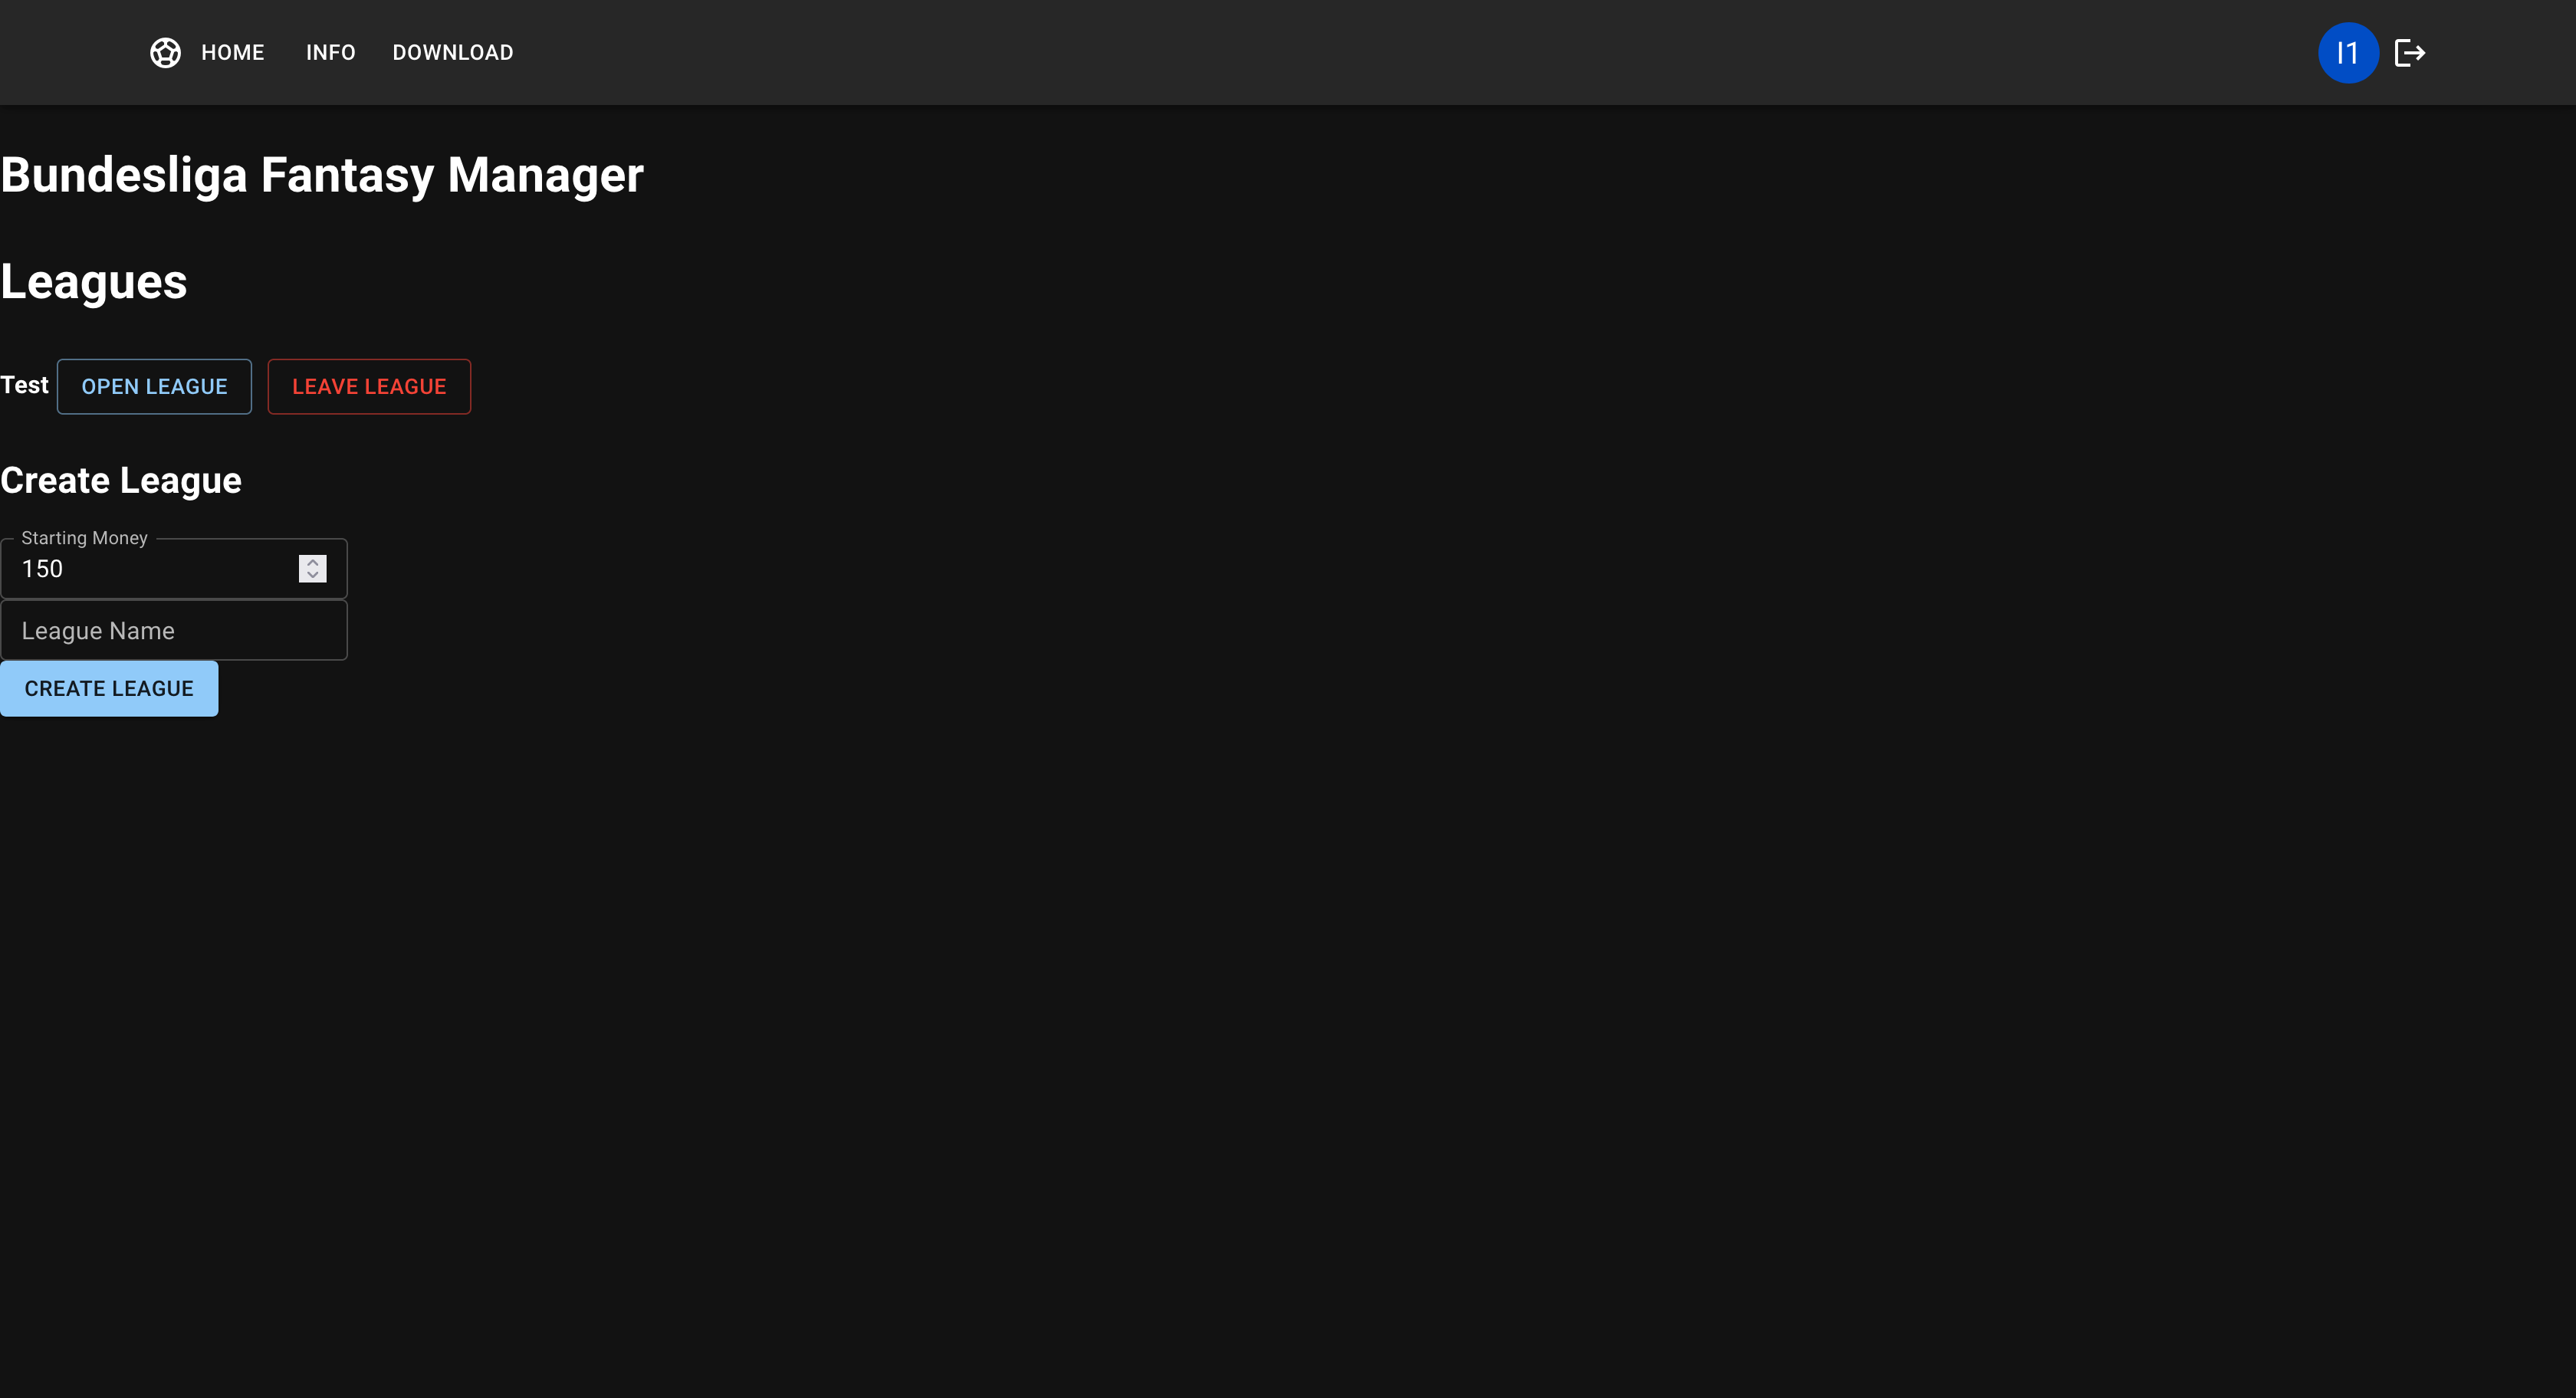 HOME INFO DOWNLOAD I1
Bundesliga Fantasy Manager
Leagues
Test OPEN LEAGUE LEAVE LEAGUE
Create League
Starting Money
150
League Name
CREATE LEAGUE